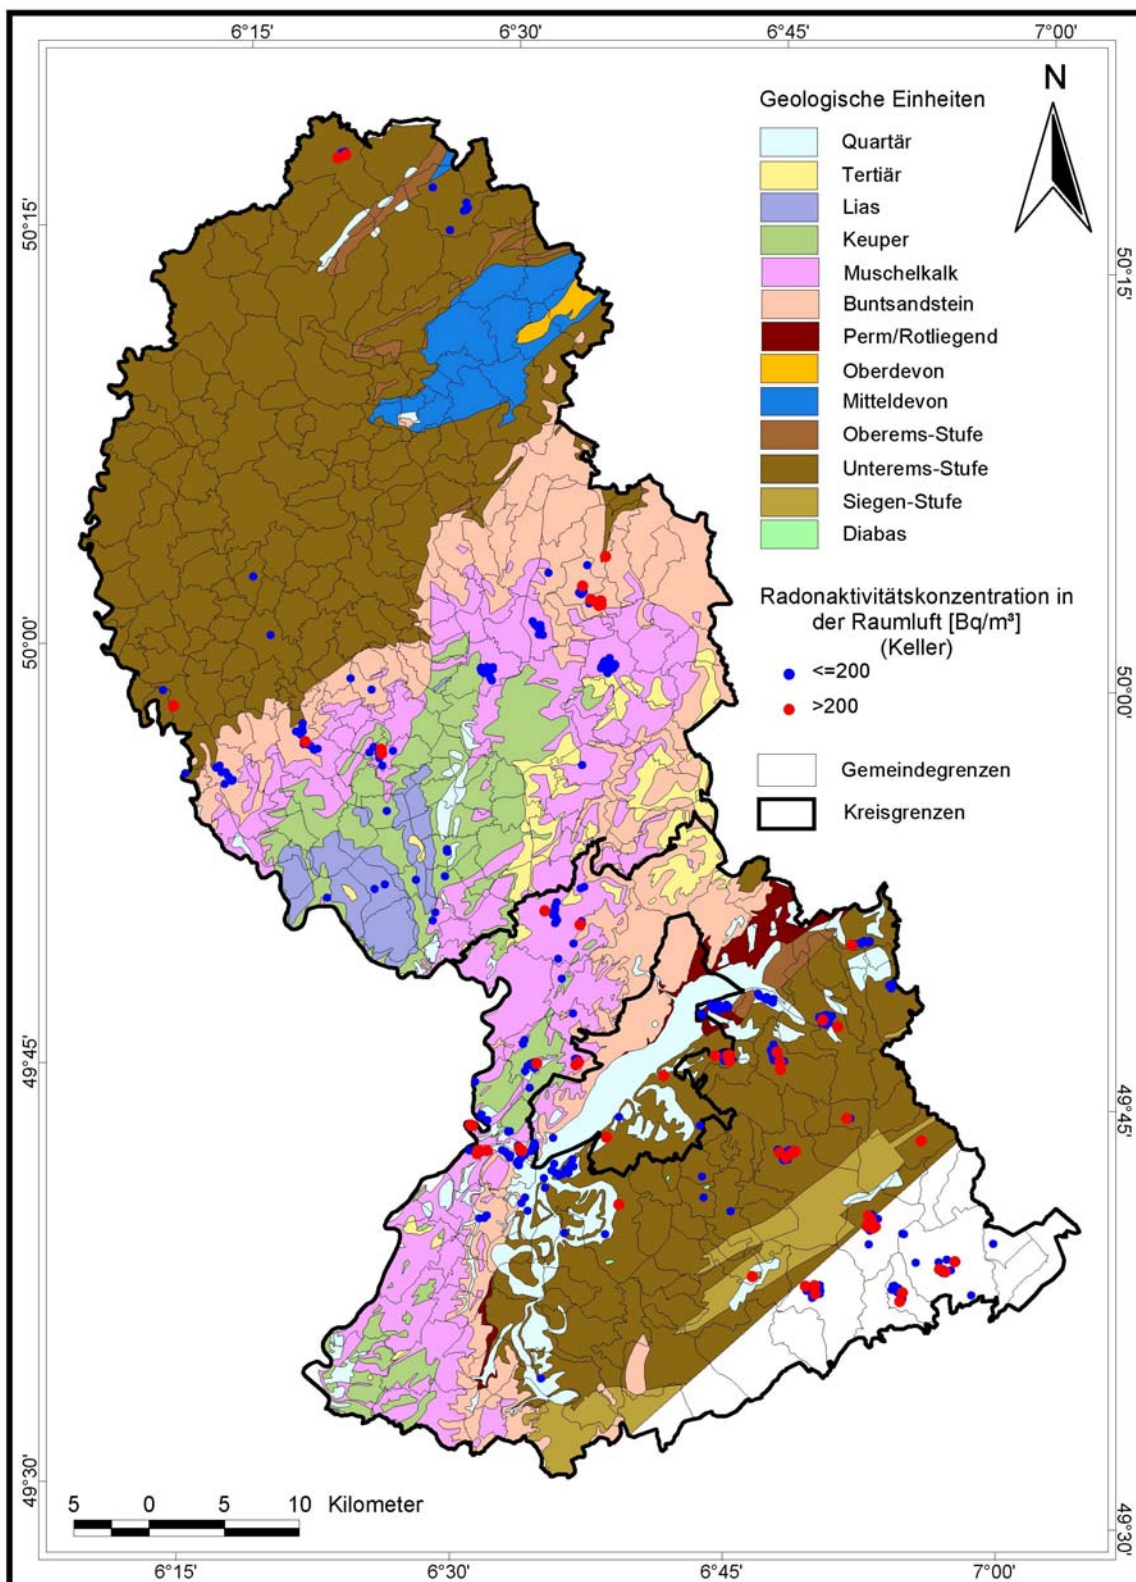 6°15'
6°30'
6°45'
7°00'
N
Geologische Einheiten
Quartär
Tertiär
Lias
Keuper
Muschelkalk
Buntsandstein
Perm/Rotliegend
Oberdevon
Mitteldevon
Oberems-Stufe
Unterems-Stufe
Siegen-Stufe
Diabas
Radonaktivitätskonzentration in
der Raumluft [Bq/m³]
(Keller)
<=200
>200
Gemeindegrenzen
Kreisgrenzen
50°15'
50°00'
49°45'
49°30'
50°15'
50°00'
49°45'
49°30'
5 0 5 10 Kilometer
6°15'
6°30'
6°45'
7°00'